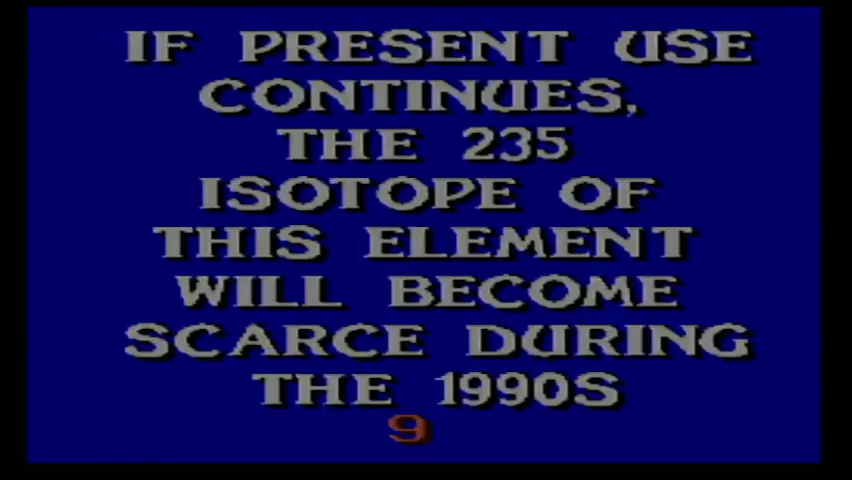 IF PRESENT USE
CONTINUES,
THE 235
ISOTOPE OF
THIS ELEMENT
WILL BECOME
SCARCE DURING
THE 1990S
9